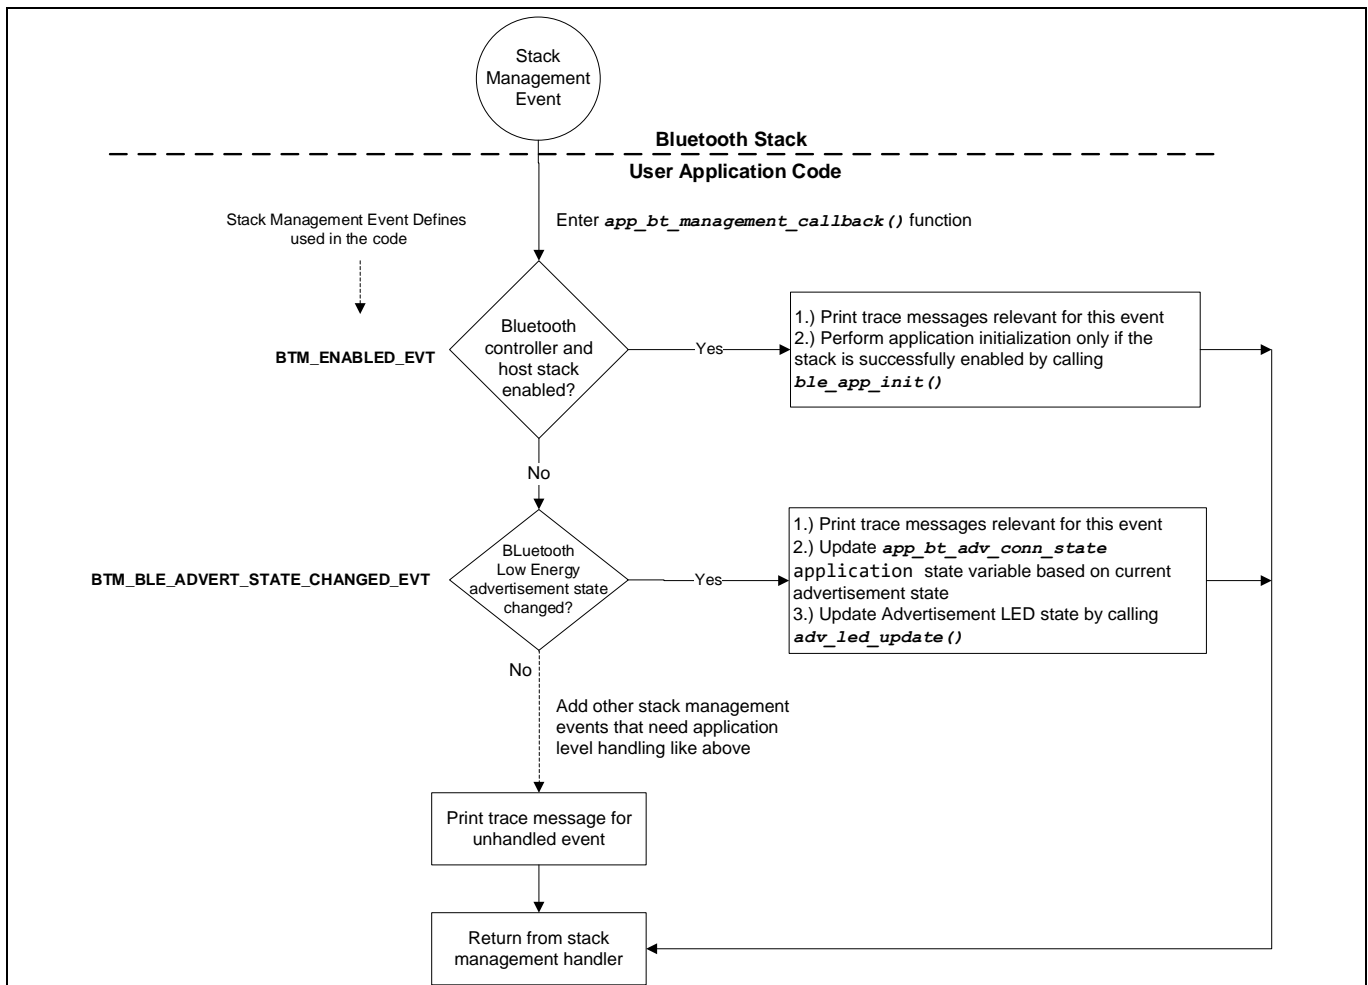 Stack
Management
Event
Bluetooth Stack
User Application Code
Stack Management Event Defines
used in the code
Enter app_bt_management_callback() function
BTM_ENABLED_EVT
Bluetooth
controller and
host stack
enabled?
Yes
1.) Print trace messages relevant for this event
2.) Perform application initialization only if the
stack is successfully enabled by calling
ble_app_init()
No
BTM_BLE_ADVERT_STATE_CHANGED_EVT
BLuetooth
Low Energy
advertisement state
changed?
Yes
1.) Print trace messages relevant for this event
2.) Update app_bt_adv_conn_state
application state variable based on current
advertisement state
3.) Update Advertisement LED state by calling
adv_led_update()
No
Add other stack management
events that need application
level handling like above
Print trace message for
unhandled event
Return from stack
management handler